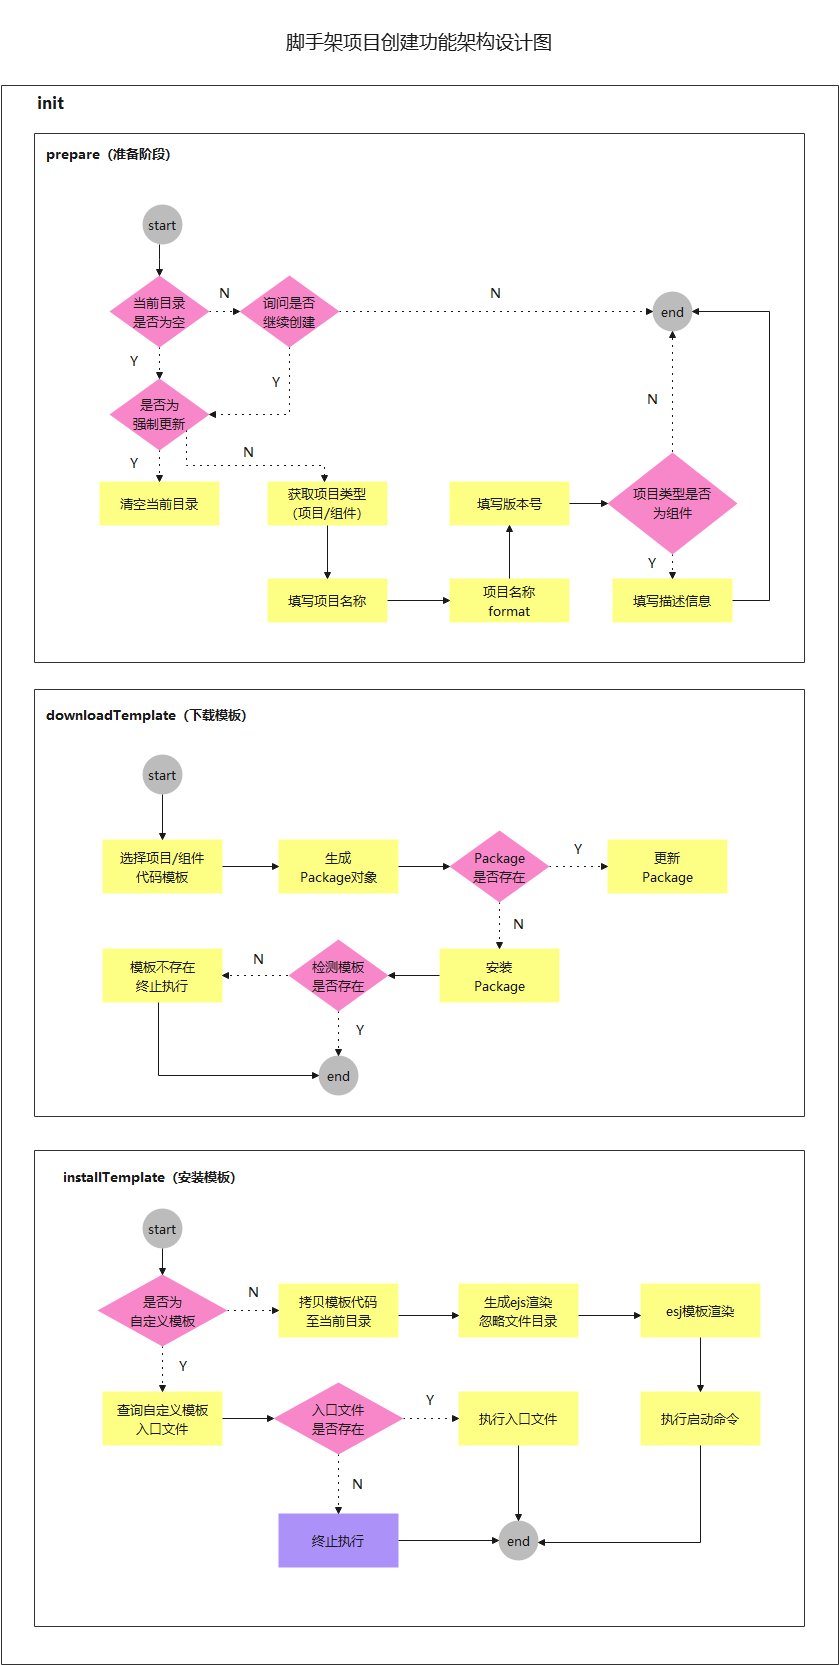 脚手架项目创建功能架构设计图
init
prepare（准备阶段）
start
当前目录
是否为空
N
询问是否
继续创建
N
end
Y
Y
是否为
强制更新
N
Y
N
清空当前目录
获取项目类型
（项目/组件）
填写版本号
项目类型是否
为组件
Y
填写项目名称
项目名称
format
填写描述信息
downloadTemplate（下载模板）
start
选择项目/组件
代码模板
生成
Package对象
Package
是否存在
Y
更新
Package
N
模板不存在
终止执行
N
检测模板
是否存在
安装
Package
Y
end
installTemplate（安装模板）
start
是否为
自定义模板
N
拷贝模板代码
至当前目录
生成ejs渲染
忽略文件目录
esj模板渲染
Y
查询自定义模板
入口文件
入口文件
是否存在
Y
执行入口文件
执行启动命令
N
终止执行
end